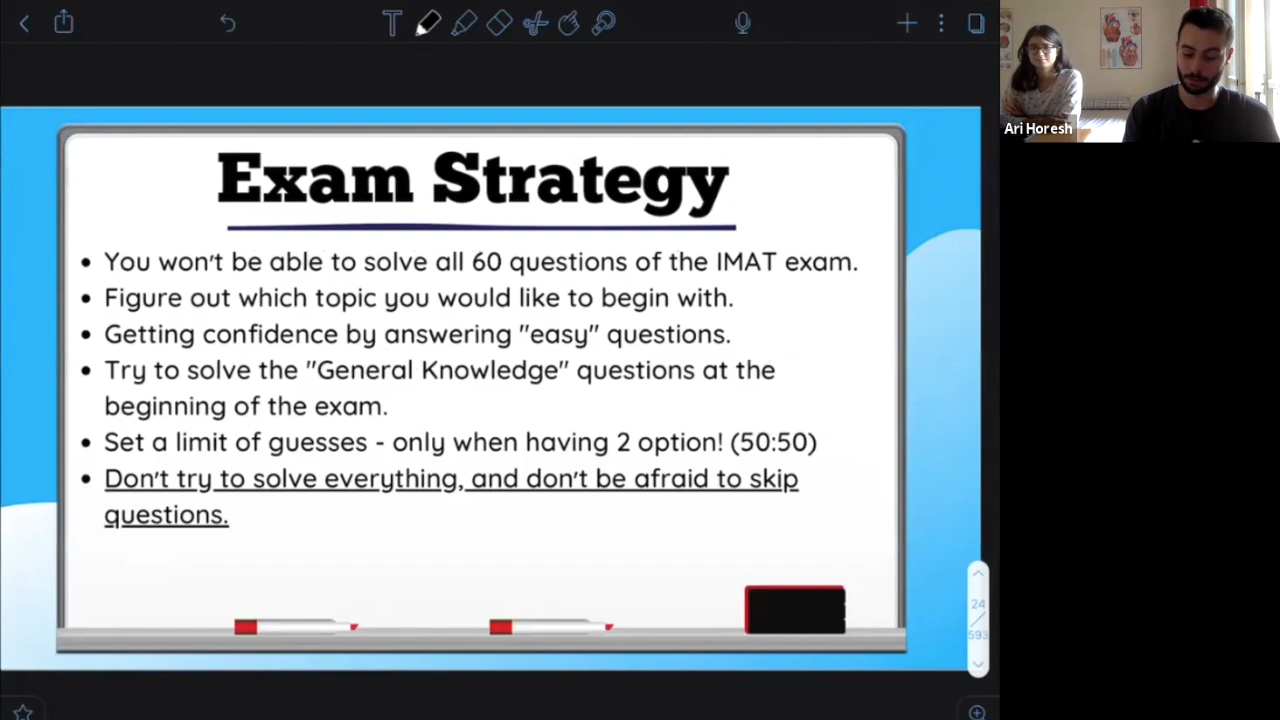 Exam Strategy
• You won't be able to solve all 60 questions of the IMAT exam.
• Figure out which topic you would like to begin with.
• Getting confidence by answering "easy" questions.
• Try to solve the "General Knowledge" questions at the
beginning of the exam.
• Set a limit of guesses - only when having 2 option! (50:50)
• Don't try to solve everything, and don't be afraid to skip
questions.
24
/
593
Ari Horesh